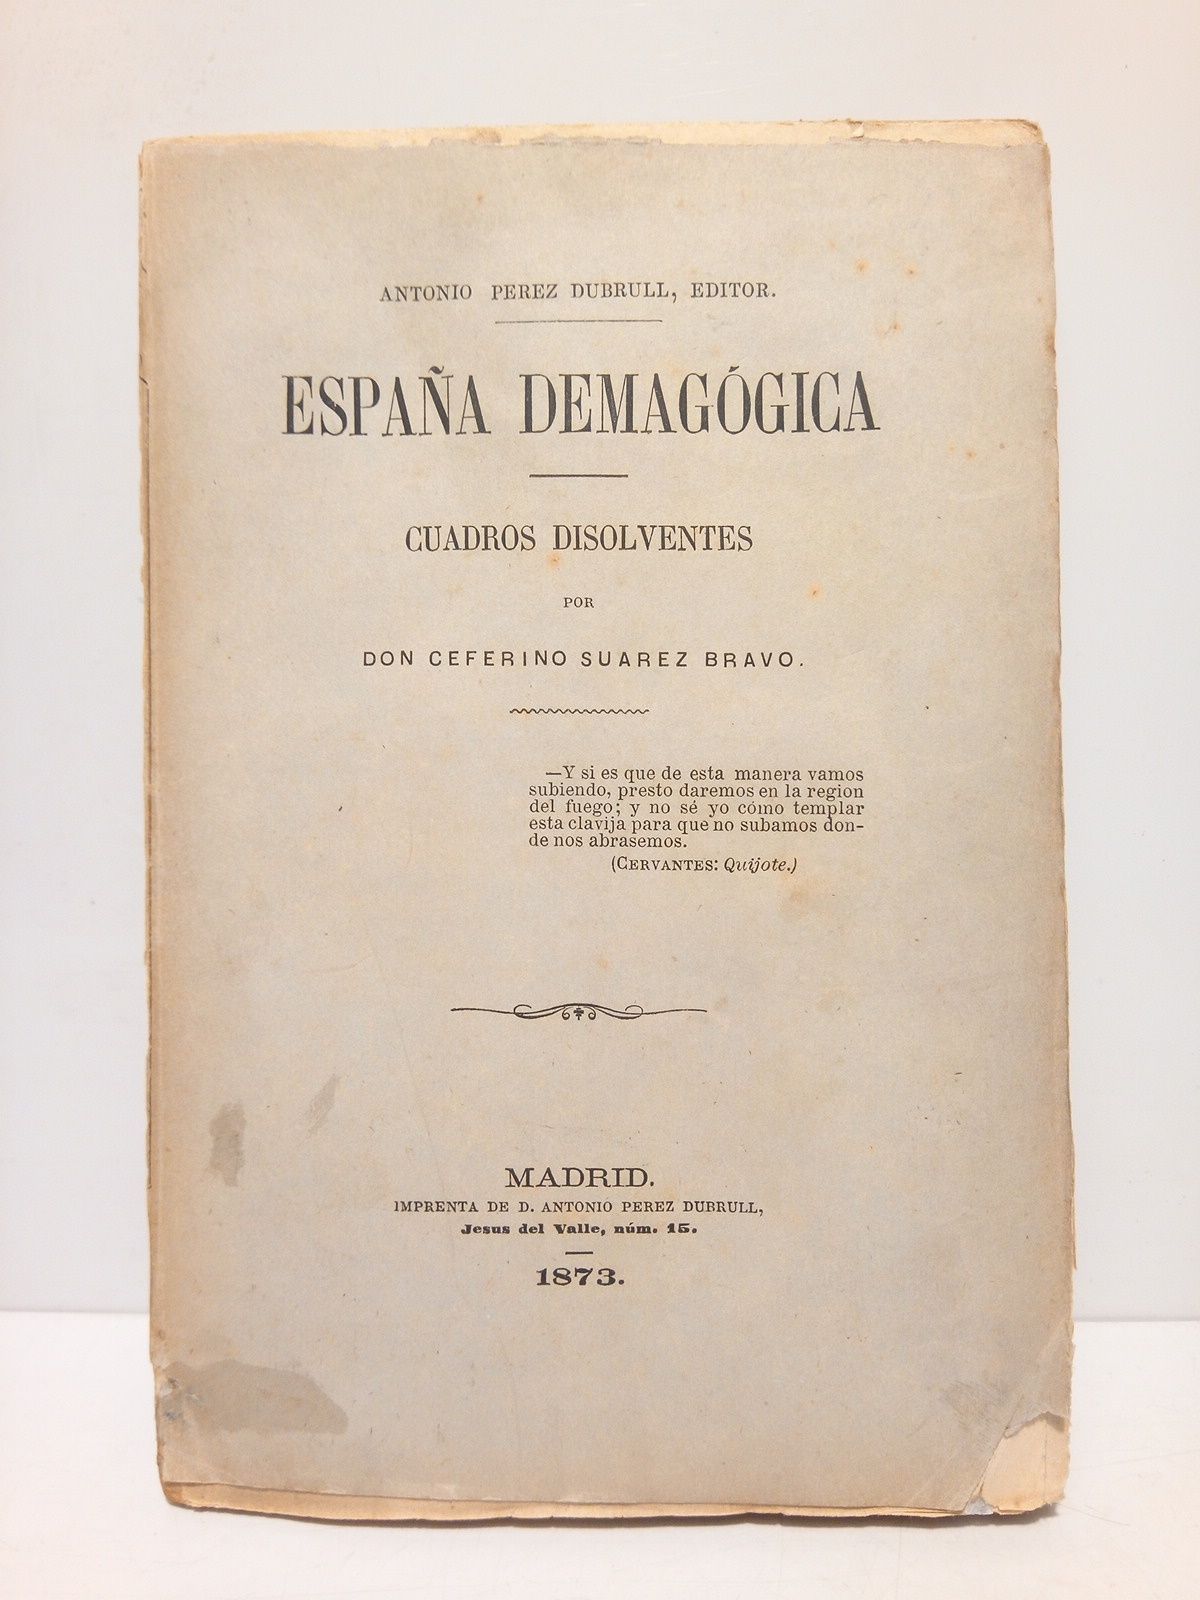 ANTONIO PEREZ DUBRULL, EDITOR.
ESPAÑA DEMAGÓGICA
CUADROS DISOLVENTES
POR
DON CEFERINO SUAREZ BRAVO.
—Y si es que de esta manera vamos
subiendo, presto daremos en la region
del fuego; y no sé yo cómo templar
esta clavija para que no subamos don-
de nos abrasemos.
(CERVANTES: Quijote.)
MADRID.
IMPRENTA DE D. ANTONIO PEREZ DUBRULL,
Jesus del Valle, núm. 15.
1873.